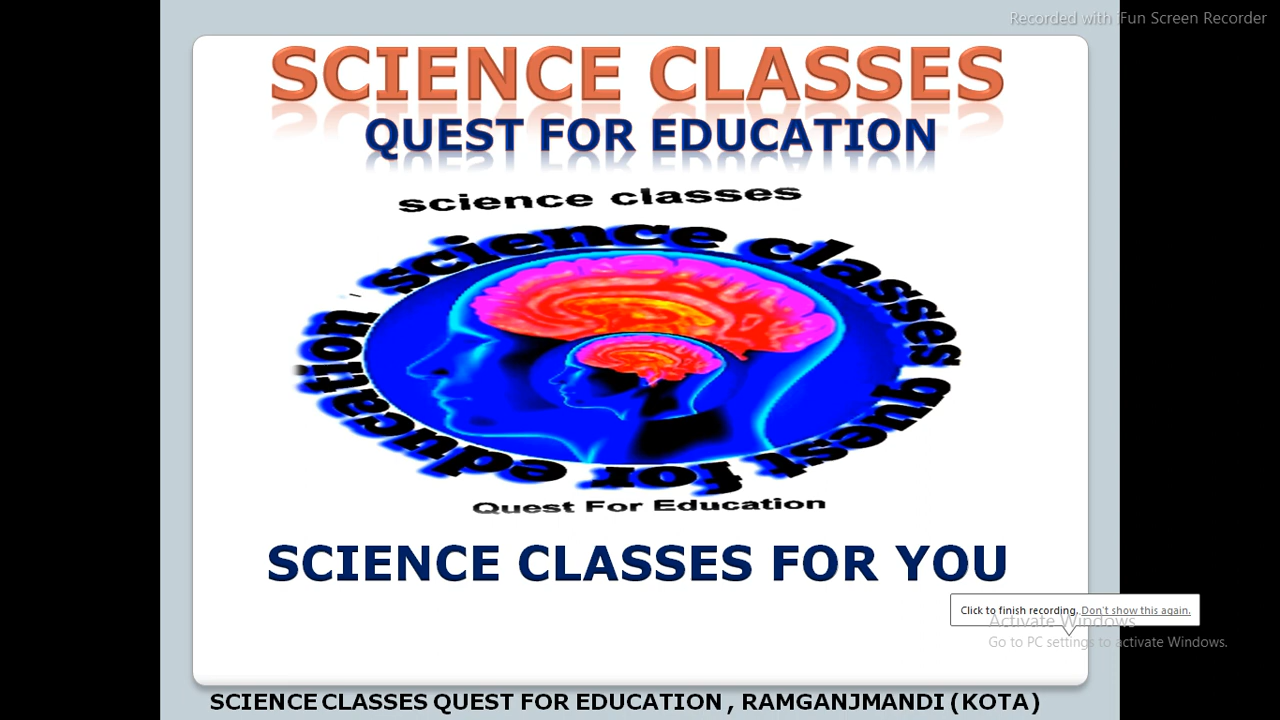 Recorded with iFun Screen Recorder
SCIENCE CLASSES
QUEST FOR EDUCATION
science classes
science classes quest for education
Quest For Education
SCIENCE CLASSES FOR YOU
Click to finish recording. Don't show this again.
Activate Windows
Go to PC settings to activate Windows.
SCIENCE CLASSES QUEST FOR EDUCATION , RAMGANJMANDI (KOTA)